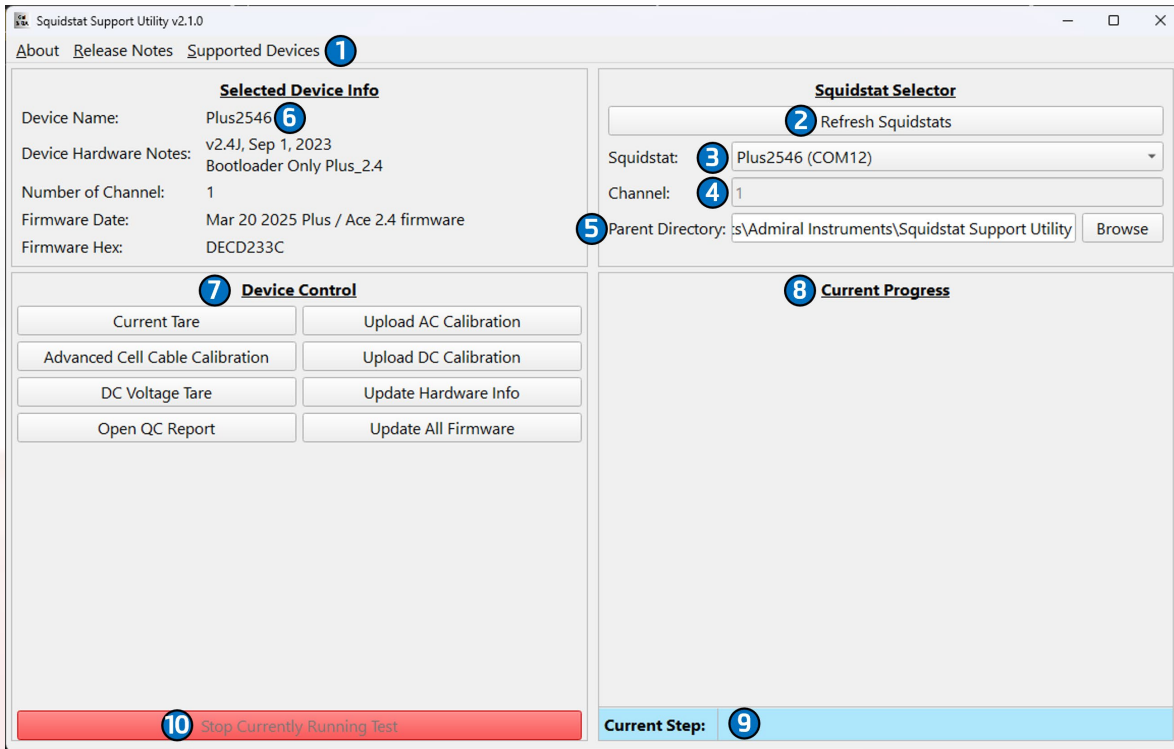 Squidstat Support Utility v2.1.0
About Release Notes Supported Devices 1
Selected Device Info
Device Name: Plus2546 6
Device Hardware Notes: v2.4J, Sep 1, 2023
Bootloader Only Plus_2.4
Number of Channel: 1
Firmware Date: Mar 20 2025 Plus / Ace 2.4 firmware
Firmware Hex: DECD233C
Squidstat Selector
2 Refresh Squidstats
Squidstat: 3 Plus2546 (COM12)
Channel: 4 1
5 Parent Directory: :s\Admiral Instruments\Squidstat Support Utility Browse
7 Device Control
Current Tare Upload AC Calibration
Advanced Cell Cable Calibration Upload DC Calibration
DC Voltage Tare Update Hardware Info
Open QC Report Update All Firmware
10 Stop Currently Running Test
8 Current Progress
Current Step: 9